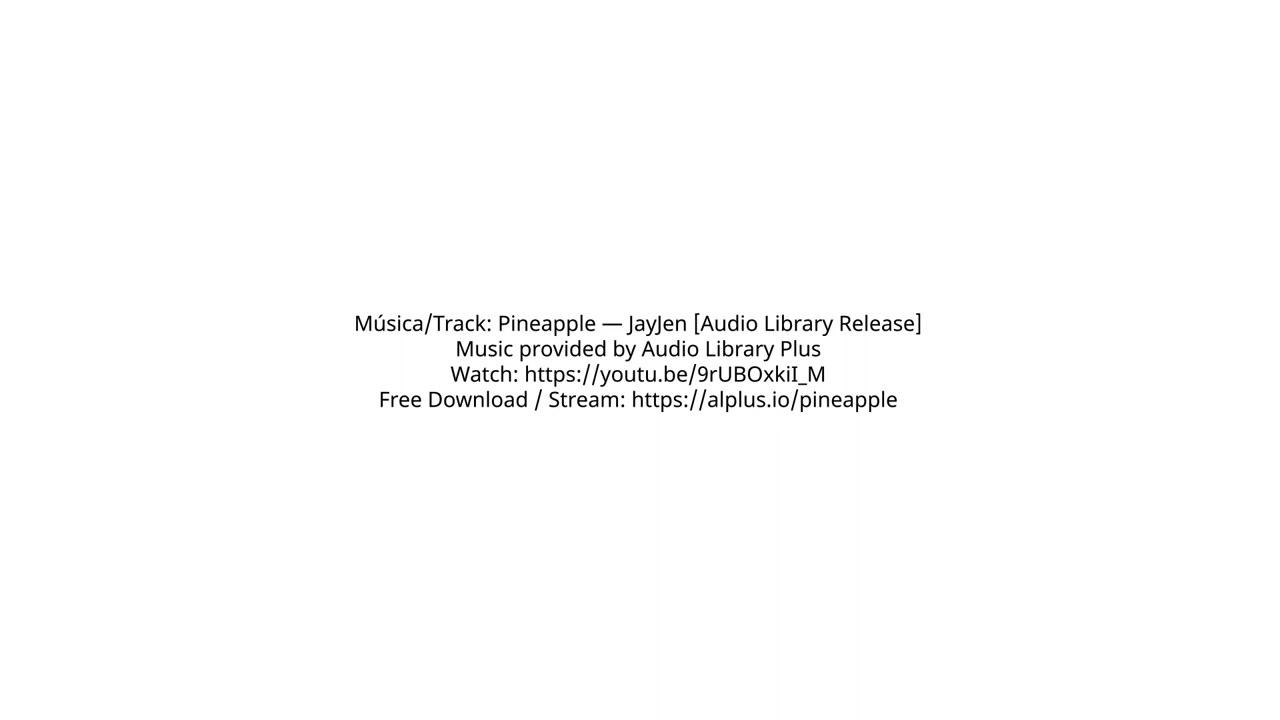 Música/Track: Pineapple — JayJen [Audio Library Release]
Music provided by Audio Library Plus
Watch: https://youtu.be/9rUBOxkiI_M
Free Download / Stream: https://alplus.io/pineapple